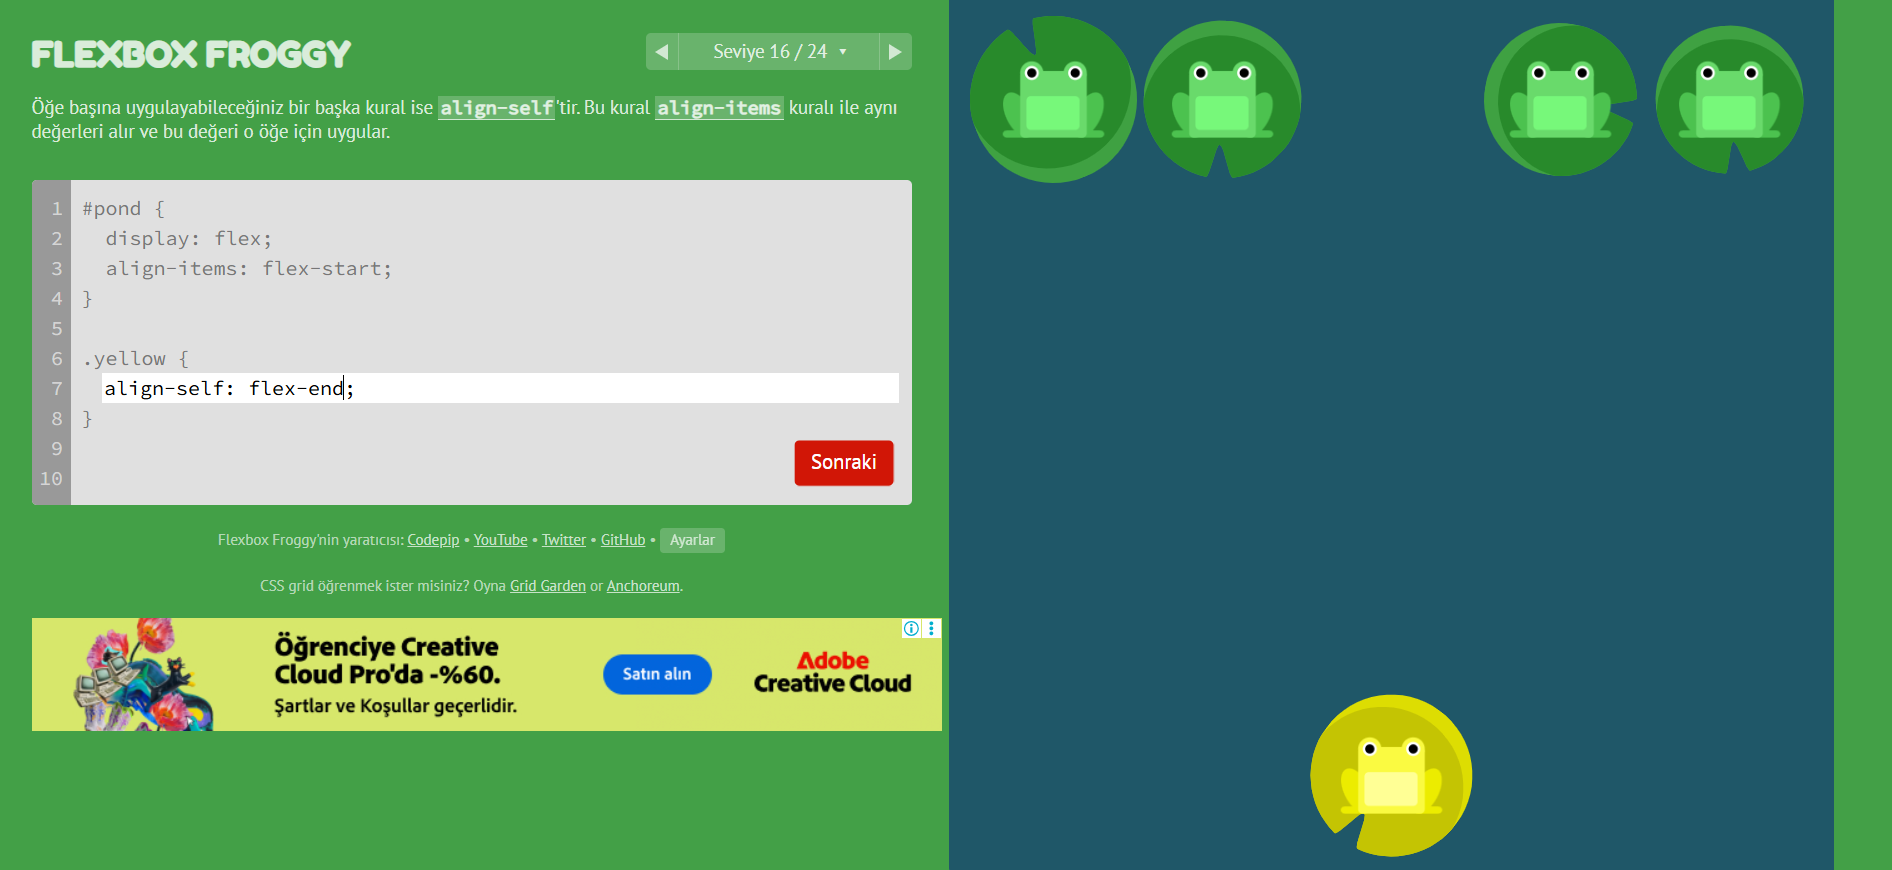 FLEXBOX FROGGY
Seviye 16 / 24 ▾
Öğe başına uygulayabileceğiniz bir başka kural ise align-self'tir. Bu kural align-items kuralı ile aynı
değerleri alır ve bu değeri o öğe için uygular.
1 #pond {
2 display: flex;
3 align-items: flex-start;
4 }
5
6 .yellow {
7 align-self: flex-end;
8 }
9
10
Sonraki
Flexbox Froggy'nin yaratıcısı: Codepip • YouTube • Twitter • GitHub • Ayarlar
CSS grid öğrenmek ister misiniz? Oyna Grid Garden or Anchoreum.
Öğrenciye Creative
Cloud Pro'da -%60.
Şartlar ve Koşullar geçerlidir.
Satın alın
Adobe
Creative Cloud